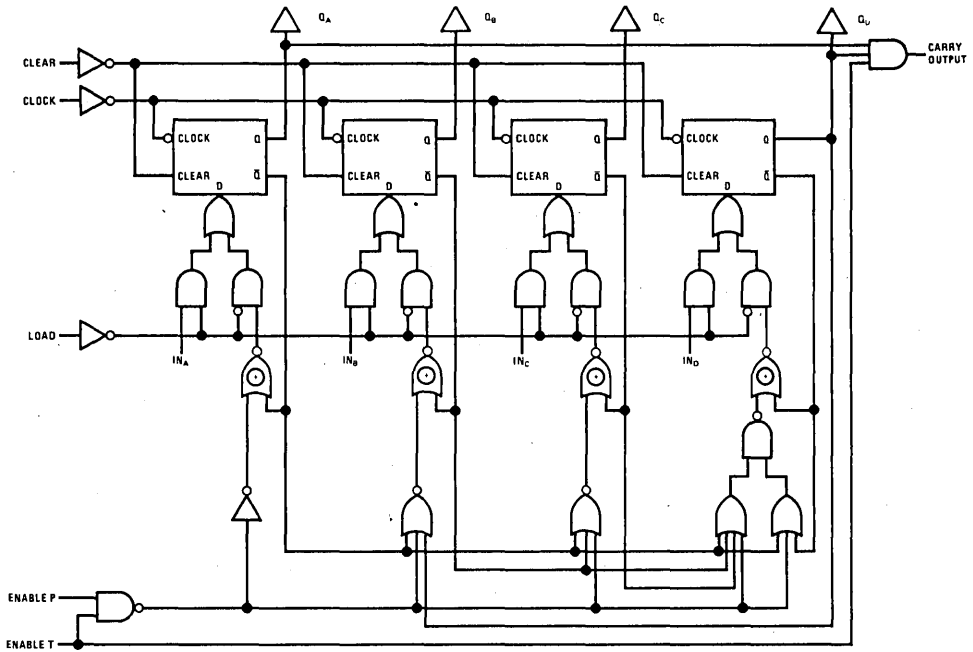 QA QB QC QD
CARRY
OUTPUT
CLEAR
CLOCK
CLOCK Q CLOCK Q CLOCK Q CLOCK Q
CLEAR Q̄ CLEAR Q̄ CLEAR Q̄ CLEAR Q̄
D D D D
LOAD
INA INB INC IND
ENABLE P
ENABLE T